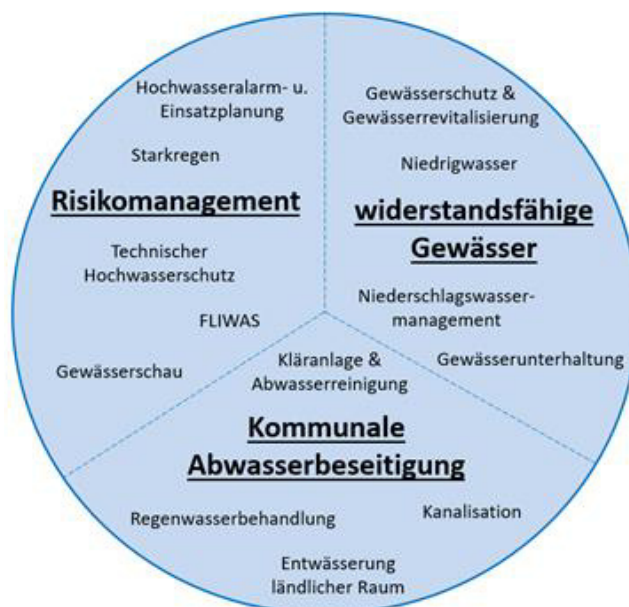 Hochwasseralarm- u.
Einsatzplanung
Starkregen
Risikomanagement
Technischer
Hochwasserschutz
FLIWAS
Gewässerschau
Gewässerschutz &
Gewässerrevitalisierung
Niedrigwasser
widerstandsfähige
Gewässer
Niederschlagswasser-
management
Gewässerunterhaltung
Kläranlage &
Abwasserreinigung
Kommunale
Abwasserbeseitigung
Regenwasserbehandlung
Kanalisation
Entwässerung
ländlicher Raum